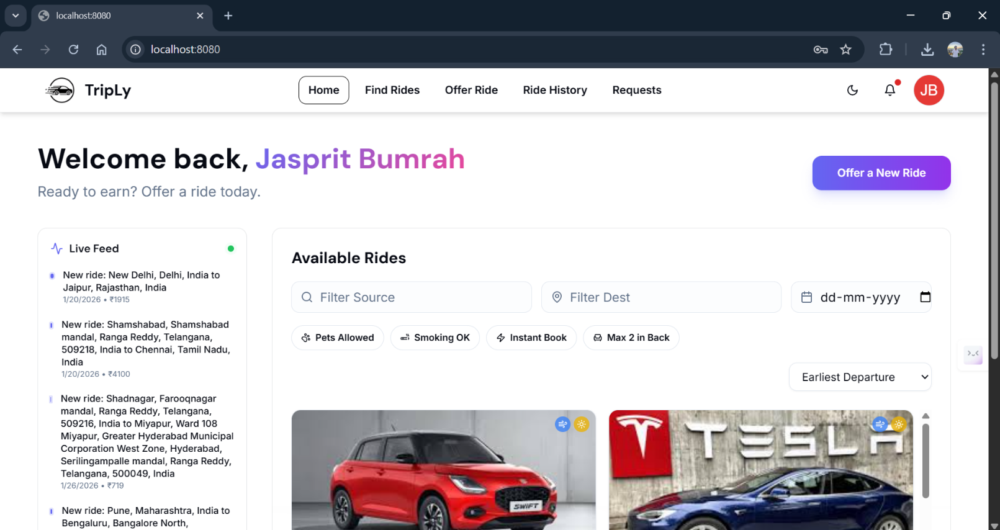 localhost:8080
localhost:8080
TripLy
Home
Find Rides
Offer Ride
Ride History
Requests
JB
Welcome back, Jasprit Bumrah
Ready to earn? Offer a ride today.
Offer a New Ride
Live Feed
New ride: New Delhi, Delhi, India to
Jaipur, Rajasthan, India
1/20/2026 • ₹1915
New ride: Shamshabad, Shamshabad
mandal, Ranga Reddy, Telangana,
509218, India to Chennai, Tamil Nadu,
India
1/20/2026 • ₹4100
New ride: Shadnagar, Farooqnagar
mandal, Ranga Reddy, Telangana,
509216, India to Miyapur, Ward 108
Miyapur, Greater Hyderabad Municipal
Corporation West Zone, Hyderabad,
Serilingampalle mandal, Ranga Reddy,
Telangana, 500049, India
1/26/2026 • ₹719
New ride: Pune, Maharashtra, India to
Bengaluru, Bangalore North,
Available Rides
Filter Source
Filter Dest
dd-mm-yyyy
Pets Allowed
Smoking OK
Instant Book
Max 2 in Back
Earliest Departure
SWIFT
TESLA